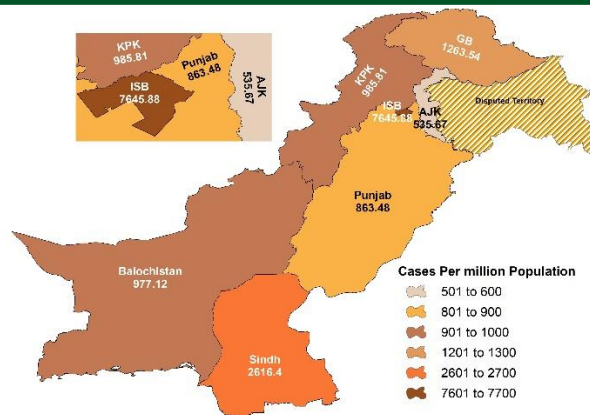 KPK
985.81
Punjab
863.48
ISB
7645.88
AJK
535.67
GB
1263.54
KPK
985.81
ISB
7645.88
AJK
535.67
Disputed Territory
Punjab
863.48
Balochistan
977.12
Sindh
2616.4
Cases Per million Population
501 to 600
801 to 900
901 to 1000
1201 to 1300
2601 to 2700
7601 to 7700